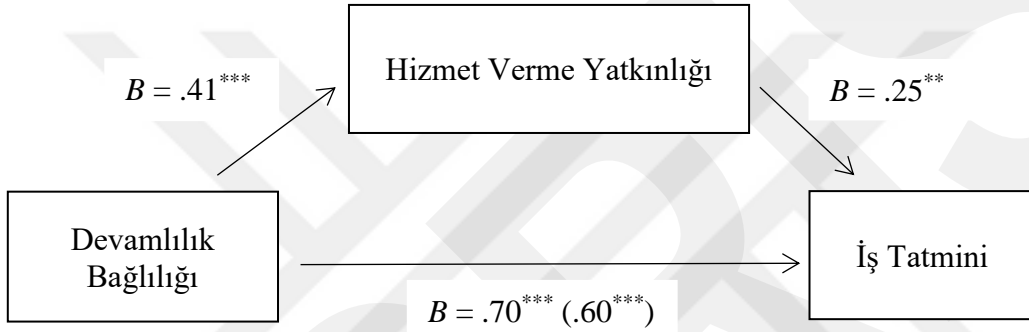 Hizmet Verme Yatkınlığı
B = .41***
B = .25**
Devamlılık
Bağlılığı
İş Tatmini
B = .70*** (.60***)